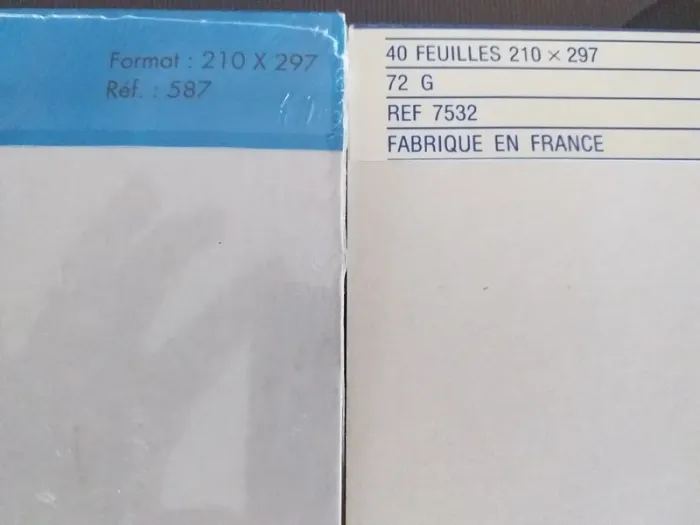 Format : 210 X 297
Réf. : 587
40 FEUILLES 210 × 297
72 G
REF 7532
FABRIQUE EN FRANCE